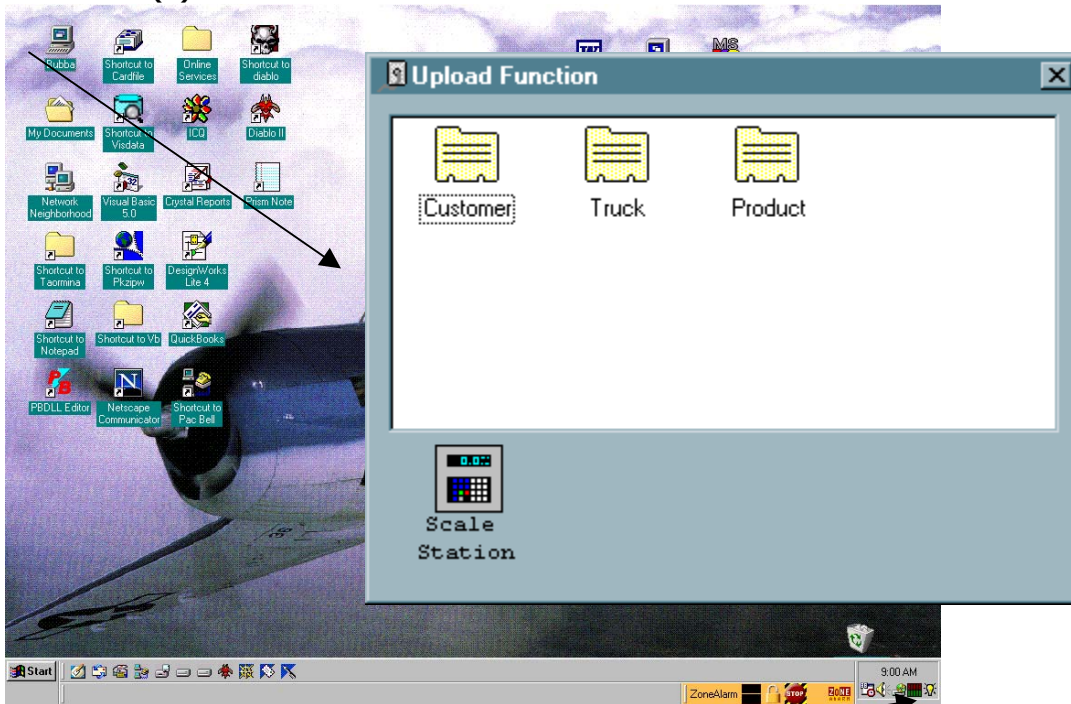 Bubba
Shortcut to
Cardfile
Online
Services
Shortcut to
diablo
MS
Upload Function
My Documents
Shortcut to
Visdata
ICQ
Diablo II
Customer
Truck
Product
Network
Neighborhood
Visual Basic
5.0
Crystal Reports
Prism Note
Shortcut to
Taormina
Shortcut to
Pkzipw
DesignWorks
Lite 4
Shortcut to
Notepad
Shortcut to Vb
QuickBooks
PBDLL Editor
Netscape
Communicator
Shortcut to
Pac Bell
0.0
Scale
Station
Start
9:00 AM
ZoneAlarm
STOP
ZONE